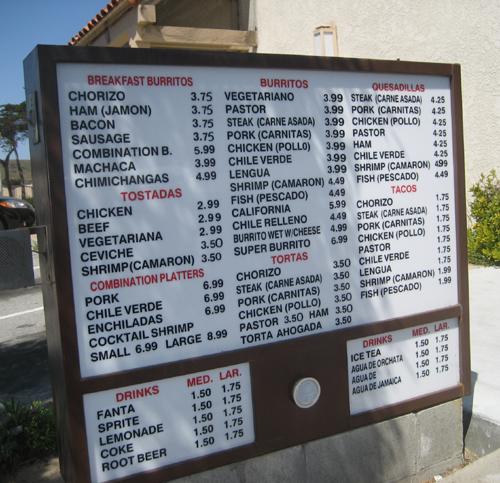 BREAKFAST BURRITOS
CHORIZO 3.75
HAM (JAMON) 3.75
BACON 3.75
SAUSAGE 3.75
COMBINATION B. 5.99
MACHACA 3.99
CHIMICHANGAS 4.99
TOSTADAS
CHICKEN 2.99
BEEF 2.99
VEGETARIANA 2.99
CEVICHE 3.50
SHRIMP (CAMARON) 3.50
COMBINATION PLATTERS
PORK 6.99
CHILE VERDE 6.99
ENCHILADAS 6.99
COCKTAIL SHRIMP
SMALL 6.99 LARGE 8.99
BURRITOS
VEGETARIANO 3.99
PASTOR 3.99
STEAK (CARNE ASADA) 3.99
PORK (CARNITAS) 3.99
CHICKEN (POLLO) 3.99
CHILE VERDE 3.99
LENGUA 3.99
SHRIMP (CAMARON) 4.49
FISH (PESCADO) 4.49
CALIFORNIA 5.99
CHILE RELLENO 4.49
BURRITO WET W/CHEESE 4.99
SUPER BURRITO 6.99
TORTAS
CHORIZO 3.50
STEAK (CARNE ASADA) 3.50
PORK (CARNITAS) 3.50
CHICKEN (POLLO) 3.50
PASTOR 3.50 HAM 3.50
TORTA AHOGADA 3.50
QUESADILLAS
STEAK (CARNE ASADA) 4.25
PORK (CARNITAS) 4.25
CHICKEN (POLLO) 4.25
PASTOR 4.25
HAM 4.25
CHILE VERDE 4.25
SHRIMP (CAMARON) 4.99
FISH (PESCADO) 4.25
TACOS
CHORIZO 1.75
STEAK (CARNE ASADA) 1.75
PORK (CARNITAS) 1.75
CHICKEN (POLLO) 1.75
PASTOR 1.75
CHILE VERDE 1.75
LENGUA 1.75
SHRIMP (CAMARON) 1.99
FISH (PESCADO) 1.99
DRINKS MED. LAR.
FANTA 1.50 1.75
SPRITE 1.50 1.75
LEMONADE 1.50 1.75
COKE 1.50 1.75
ROOT BEER 1.50 1.75
DRINKS MED. LAR.
ICE TEA 1.50 1.75
AGUA DE ORCHATA 1.50 1.75
AGUA DE 1.50 1.75
AGUA DE JAMAICA 1.50 1.75